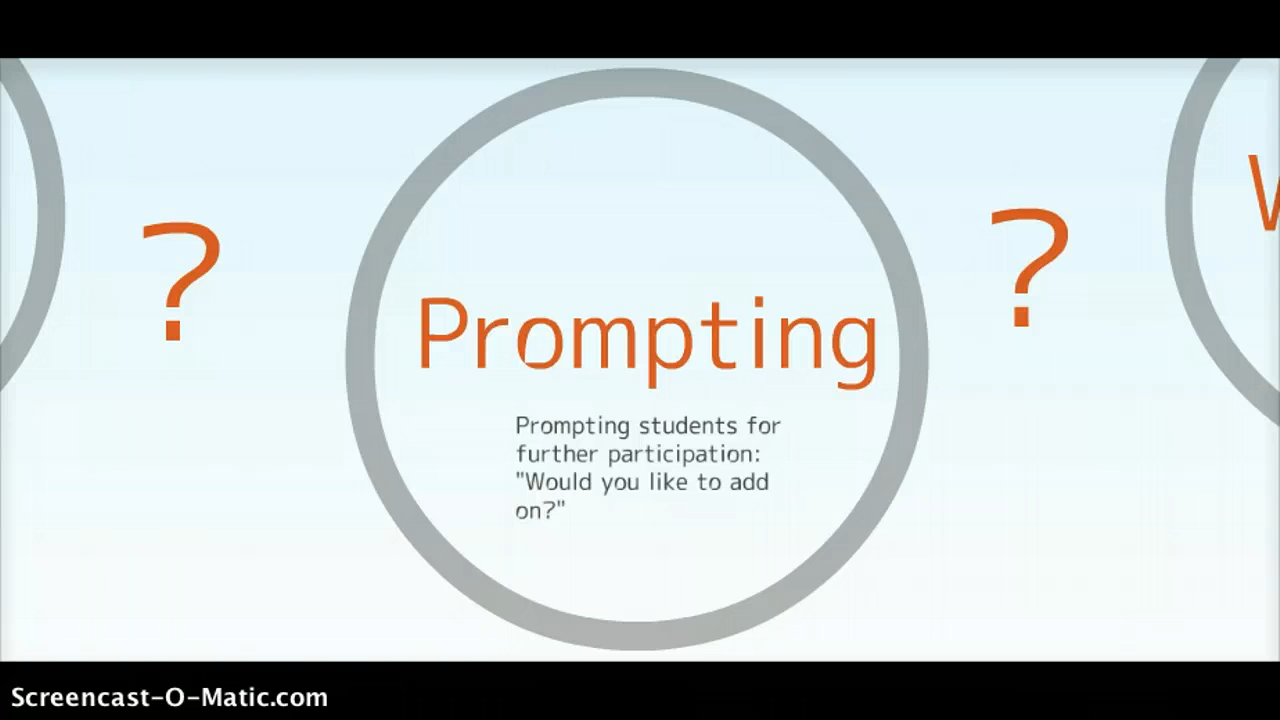 ?
Prompting
?
W
Prompting students for
further participation:
"Would you like to add
on?"
Screencast-O-Matic.com